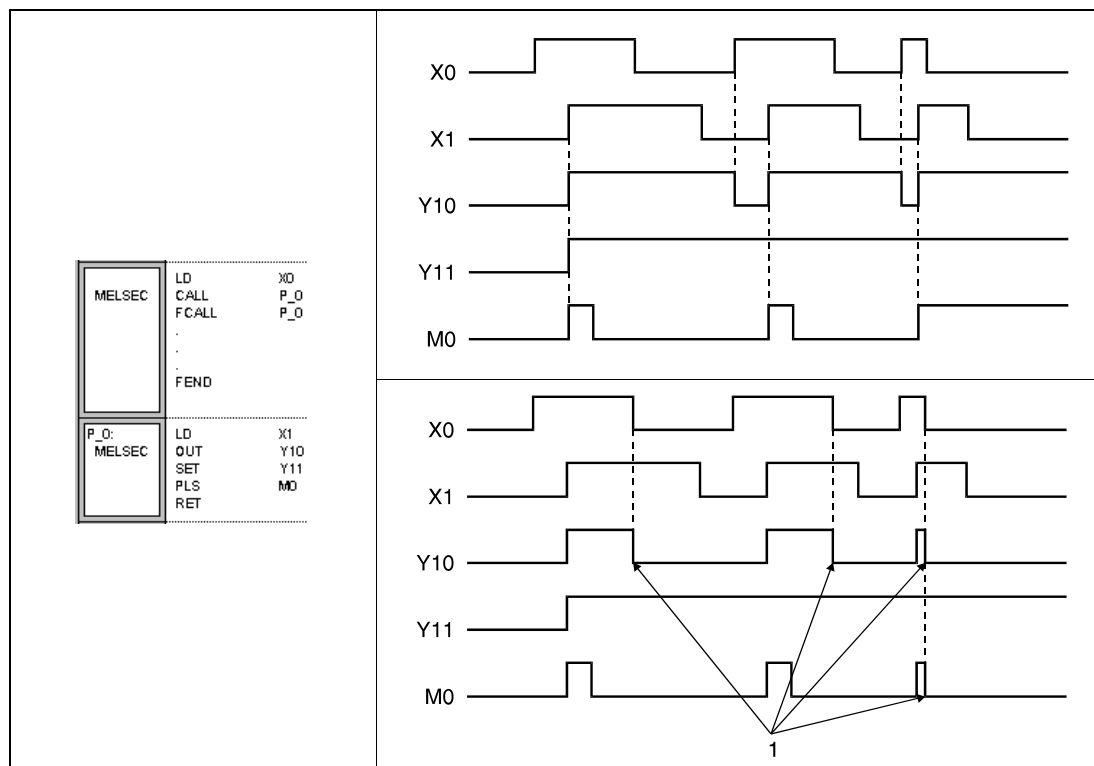 MELSEC
LD X0
CALL P_0
FCALL P_0
.
.
.
FEND
P_0:
MELSEC
LD X1
OUT Y10
SET Y11
PLS M0
RET
X0
X1
Y10
Y11
M0
X0
X1
Y10
Y11
M0
1